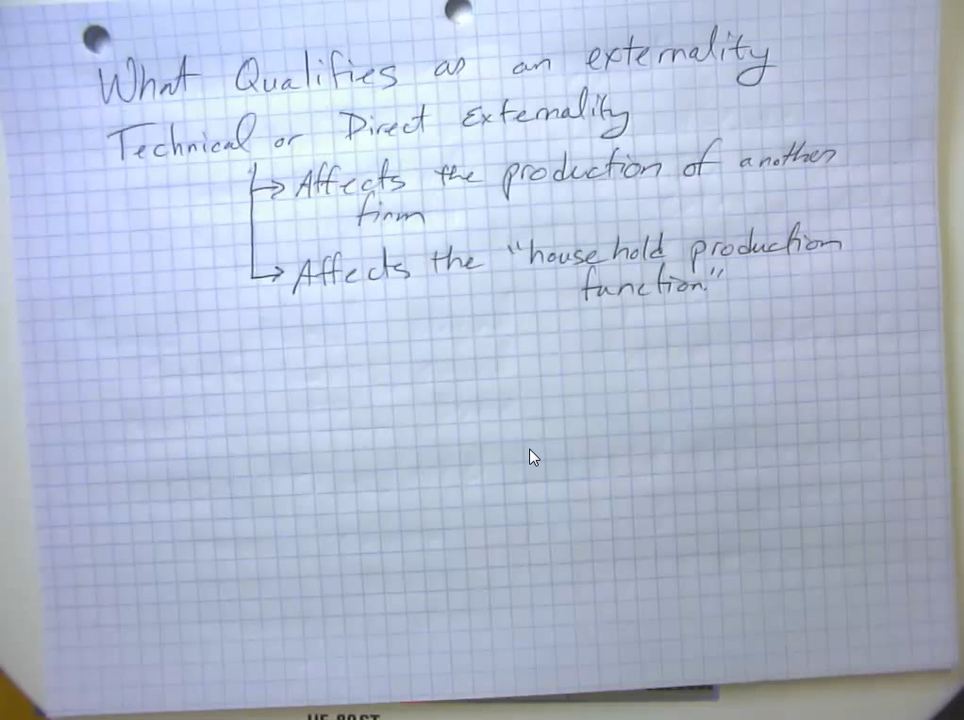 What Qualifies as an externality
Technical or Direct Externality
→ Affects the production of another
firm
→ Affects the "household production
function."